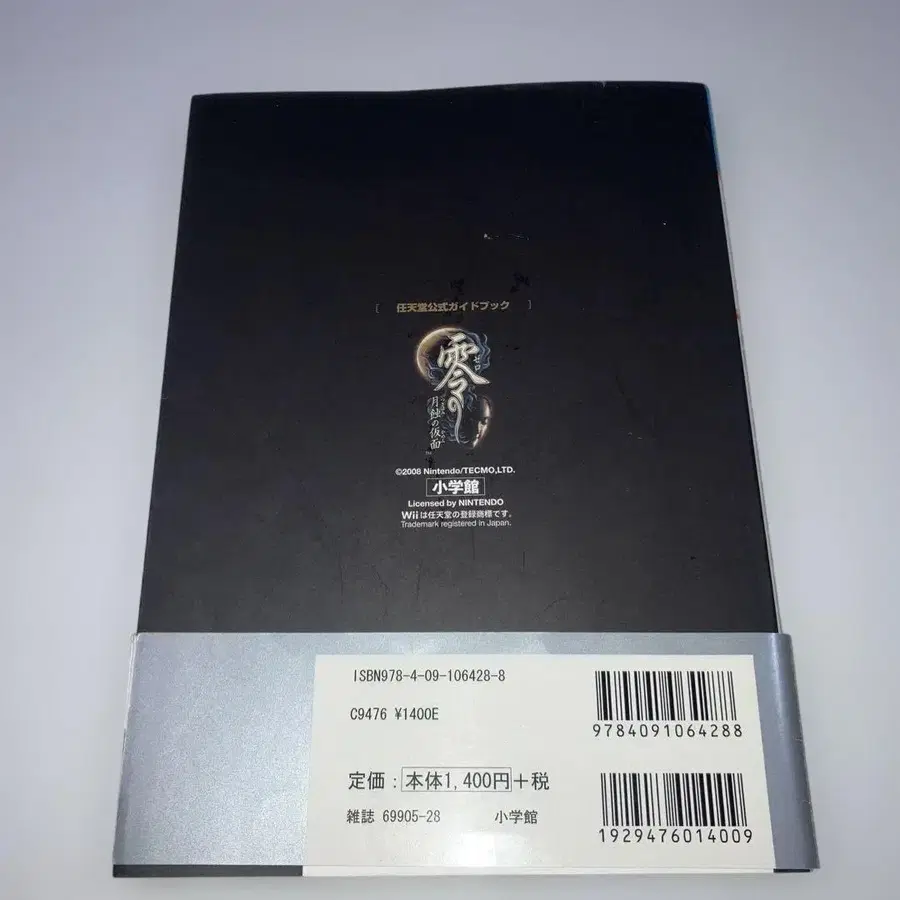 [ 任天堂公式ガイドブック ]
零
ゼロ
月蝕の仮面
©2008 Nintendo/TECMO,LTD.
小学館
Licensed by NINTENDO
Wiiは任天堂の登録商標です。
Trademark registered in Japan.
ISBN978-4-09-106428-8
C9476 ¥1400E
9784091064288
定価：本体1,400円＋税
雑誌 69905-28 小学館
1929476014009